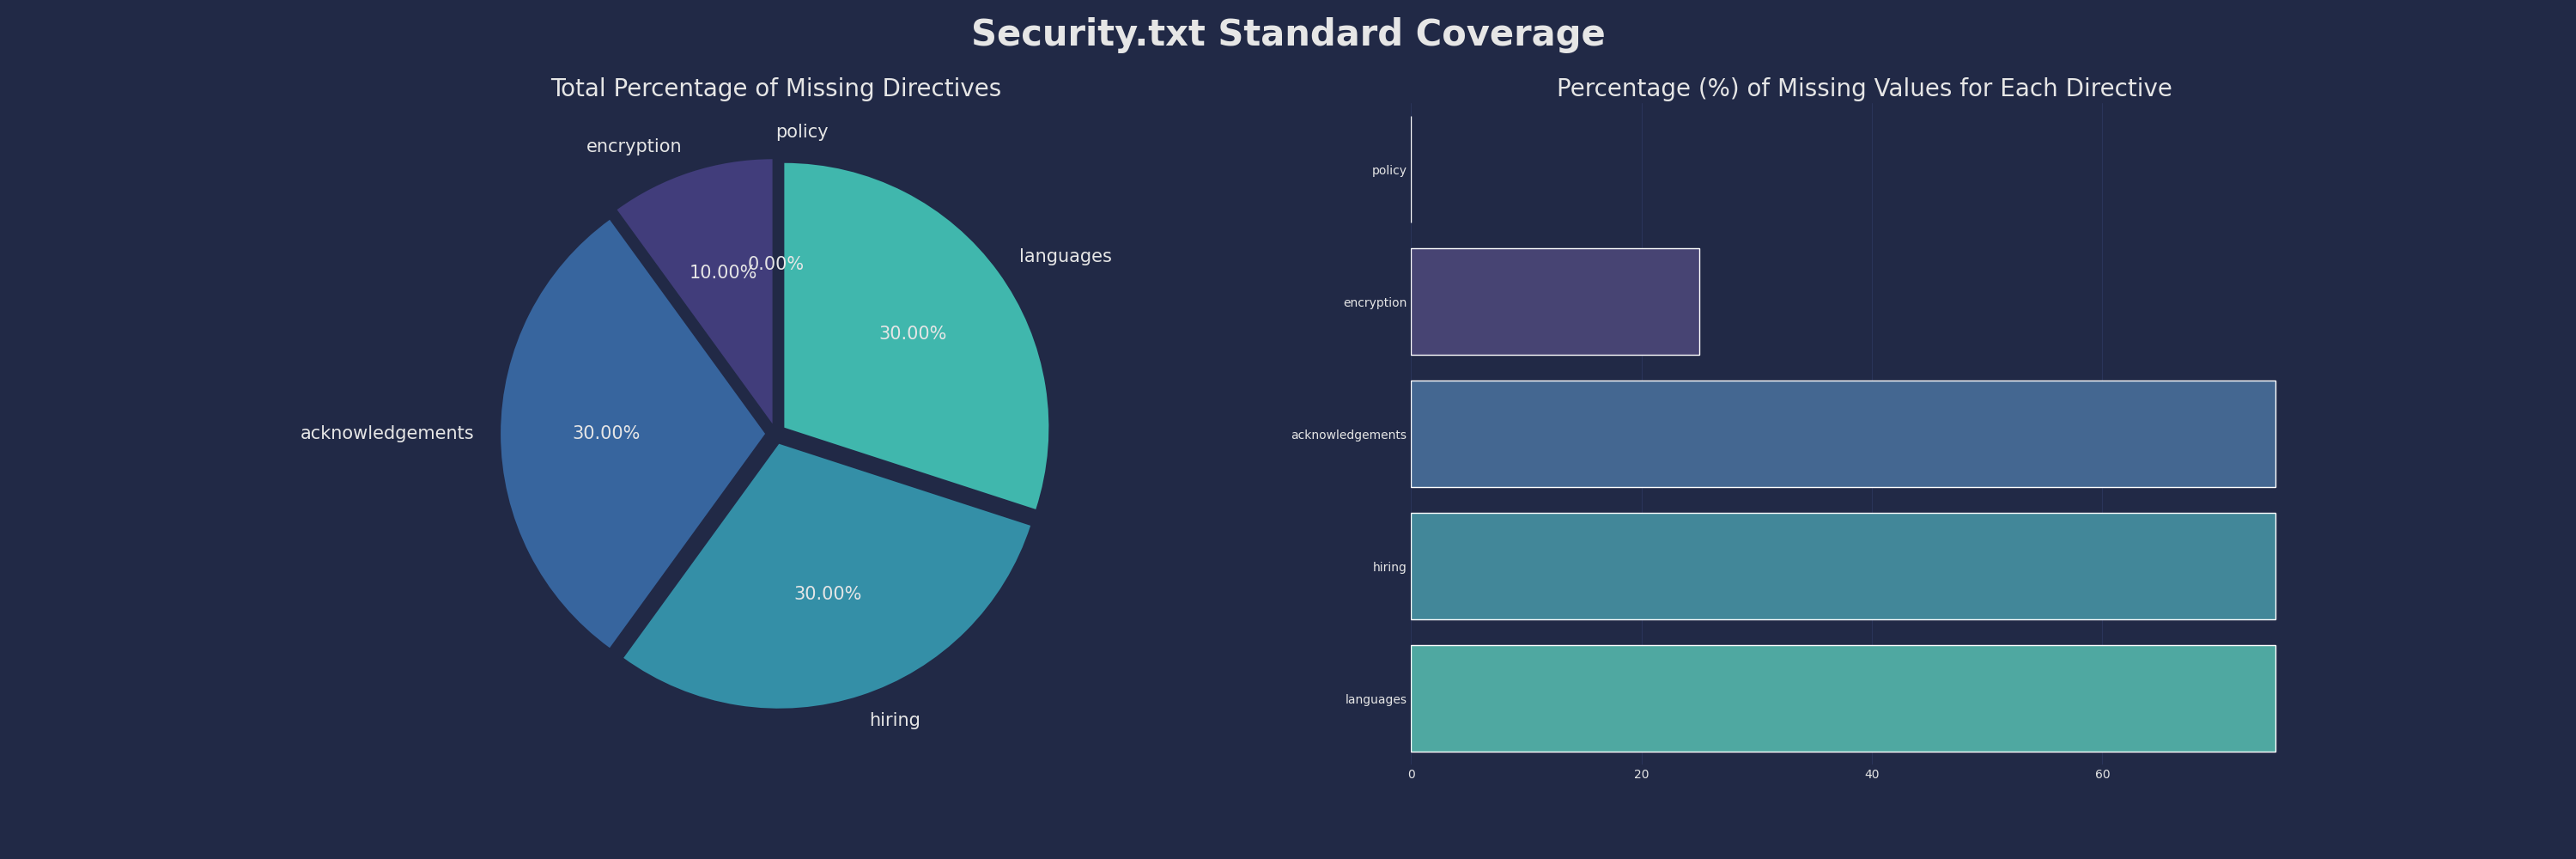 Security.txt Standard Coverage
Total Percentage of Missing Directives
policy
encryption
languages
10.00%
0.00%
30.00%
acknowledgements
30.00%
30.00%
hiring
Percentage (%) of Missing Values for Each Directive
policy
encryption
acknowledgements
hiring
languages
0 20 40 60